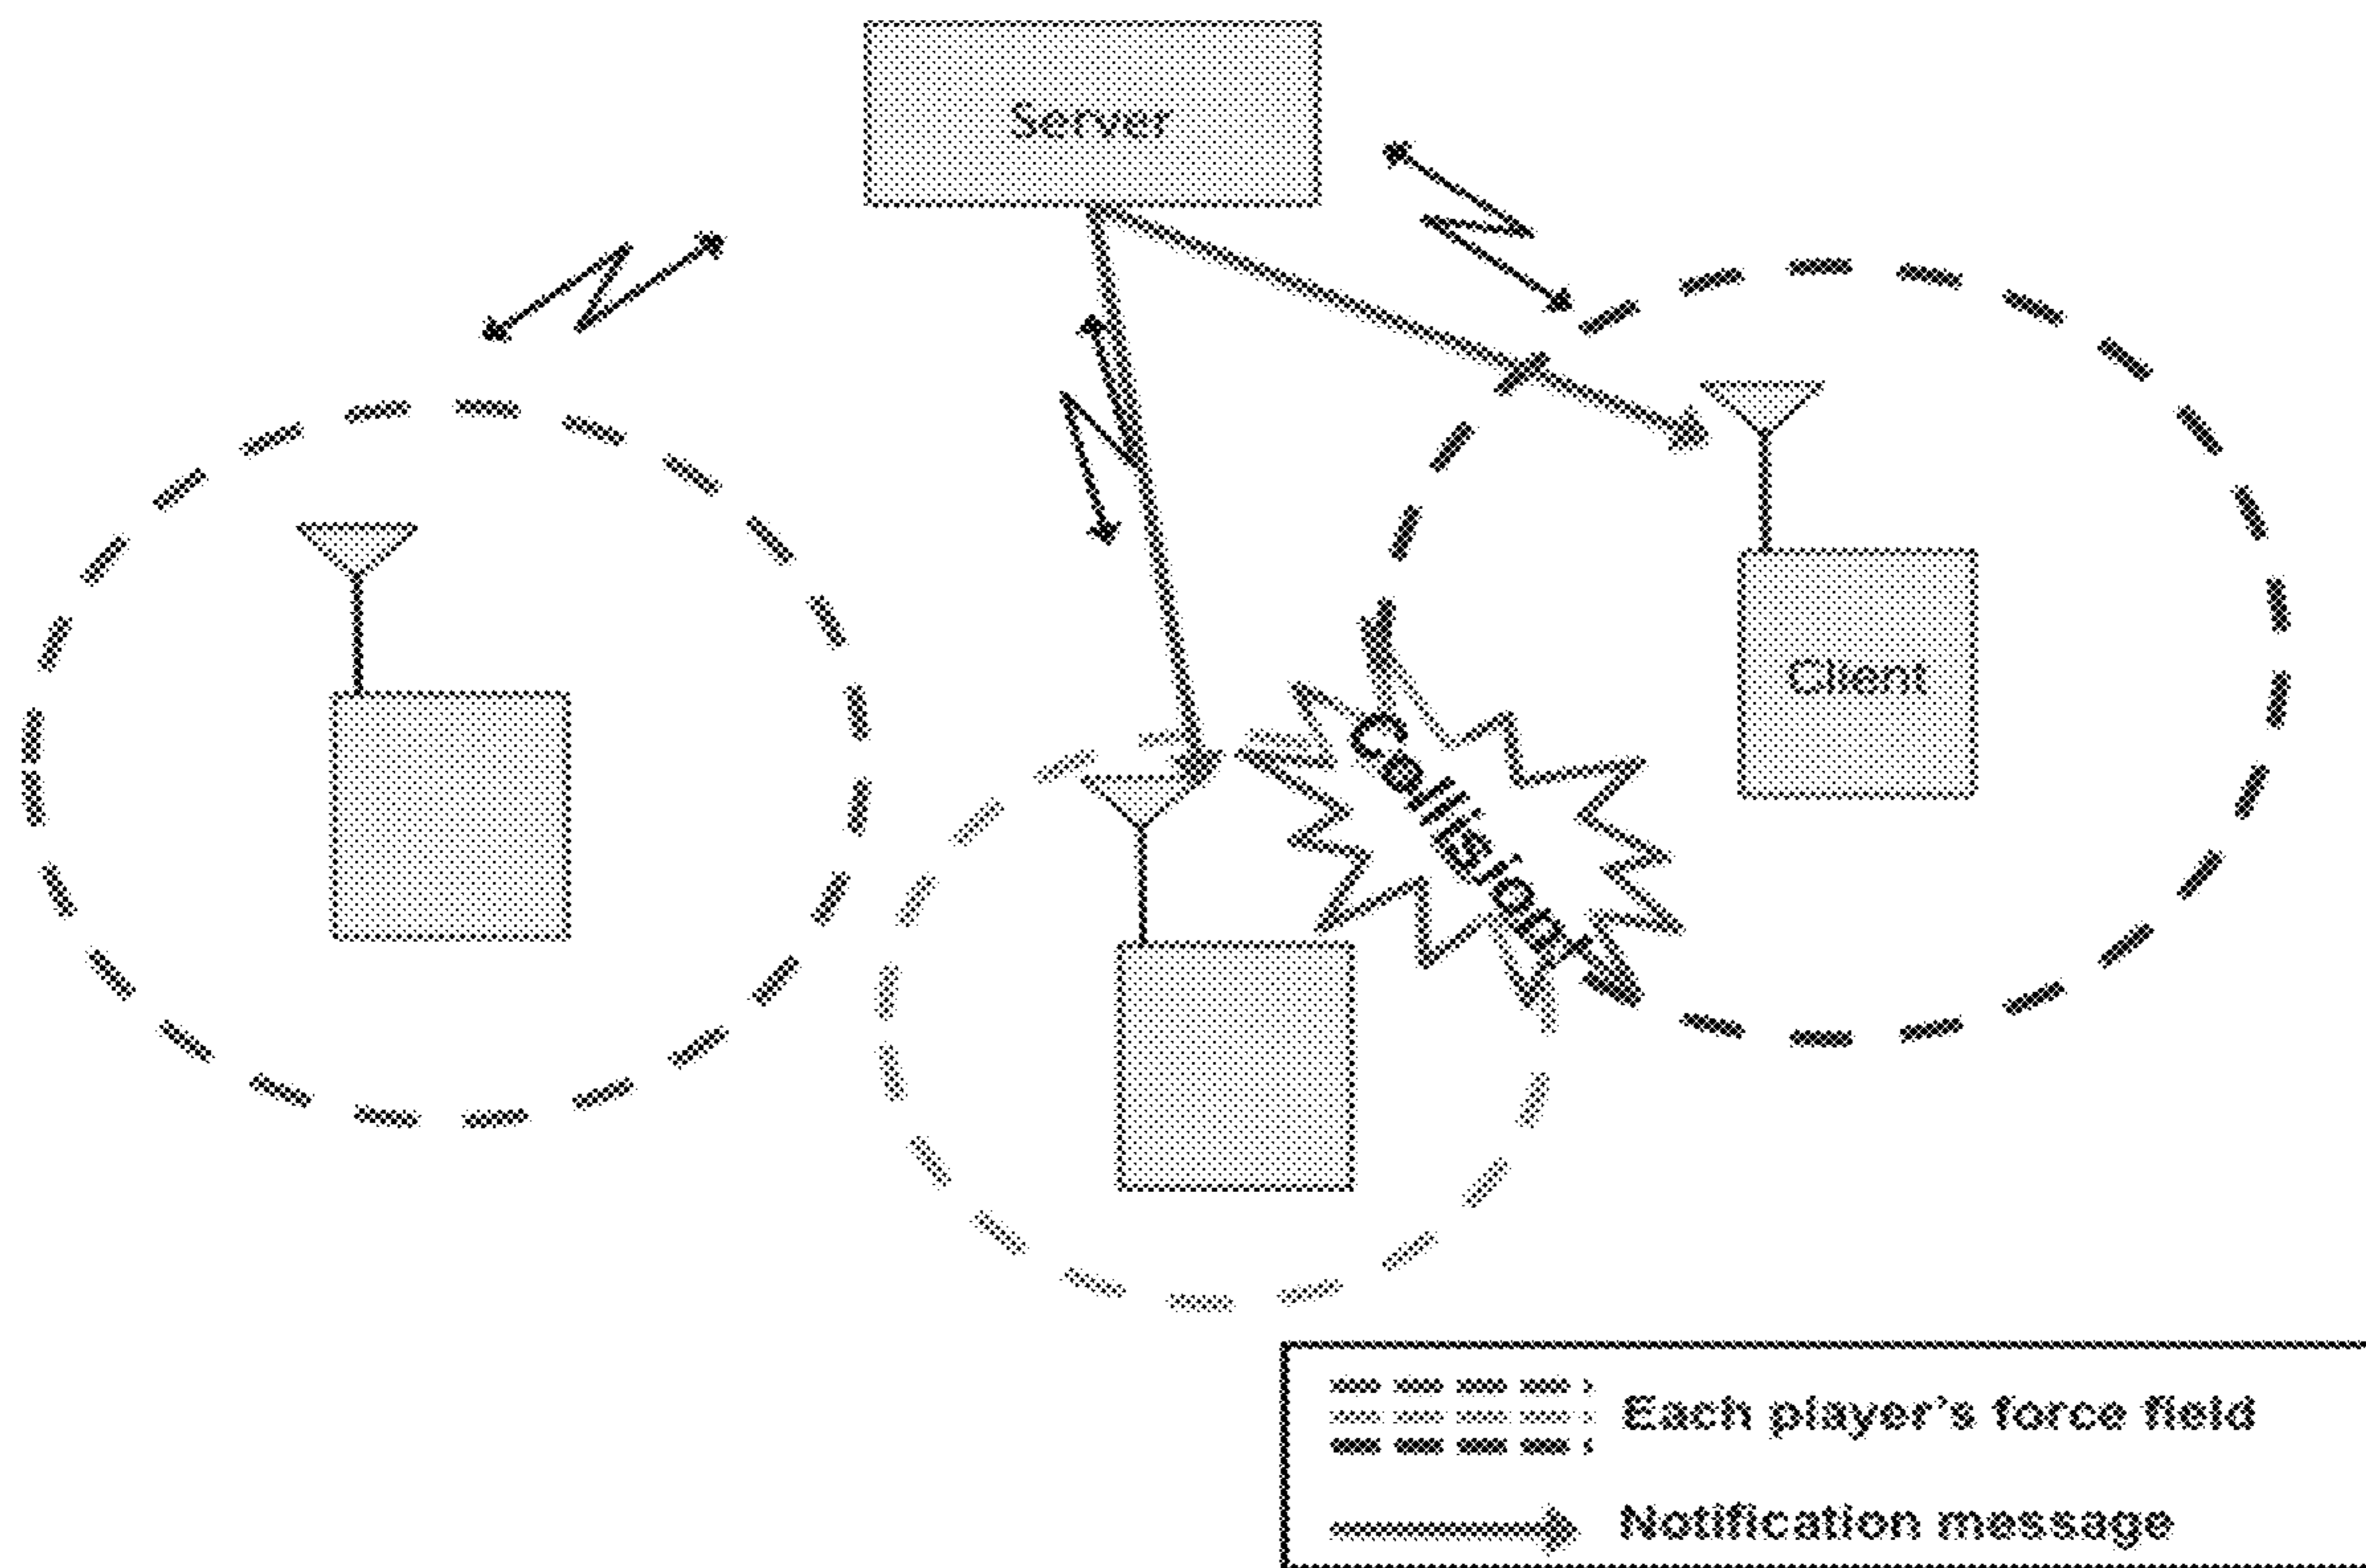 Server
Client
Collision!
Each player's force field
Notification message